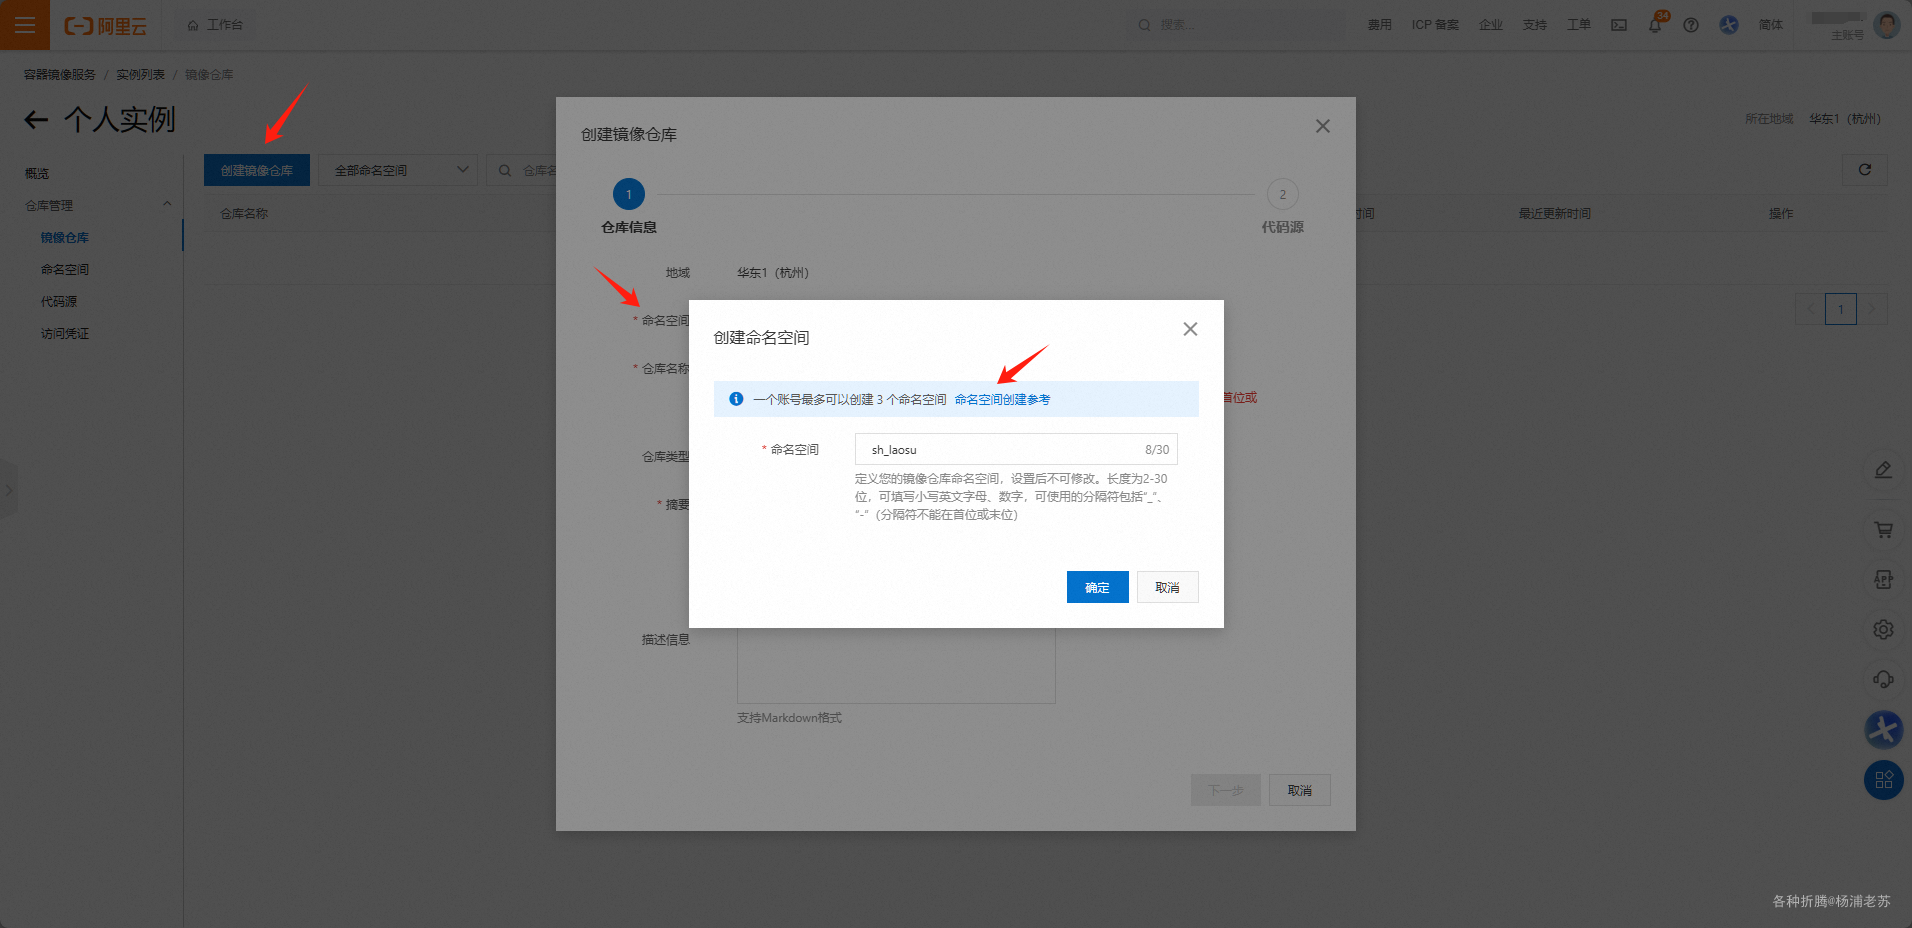 阿里云
工作台
搜索...
费用
ICP 备案
企业
支持
工单
34
简体
主账号
容器镜像服务 / 实例列表 / 镜像仓库
个人实例
所在地域 华东1（杭州）
概览
仓库管理
镜像仓库
命名空间
代码源
访问凭证
创建镜像仓库
全部命名空间
仓库名
仓库名称
时间
最近更新时间
操作
1
创建镜像仓库
1
仓库信息
2
代码源
地域 华东1（杭州）
* 命名空间
* 仓库名称
首位或
仓库类型
* 摘要
描述信息
支持Markdown格式
下一步
取消
创建命名空间
一个账号最多可以创建 3 个命名空间 命名空间创建参考
* 命名空间
sh_laosu
8/30
定义您的镜像仓库命名空间，设置后不可修改。长度为2-30
位，可填写小写英文字母、数字，可使用的分隔符包括“_”、
“-”（分隔符不能在首位或末位）
确定
取消
APP
各种折腾@杨浦老苏